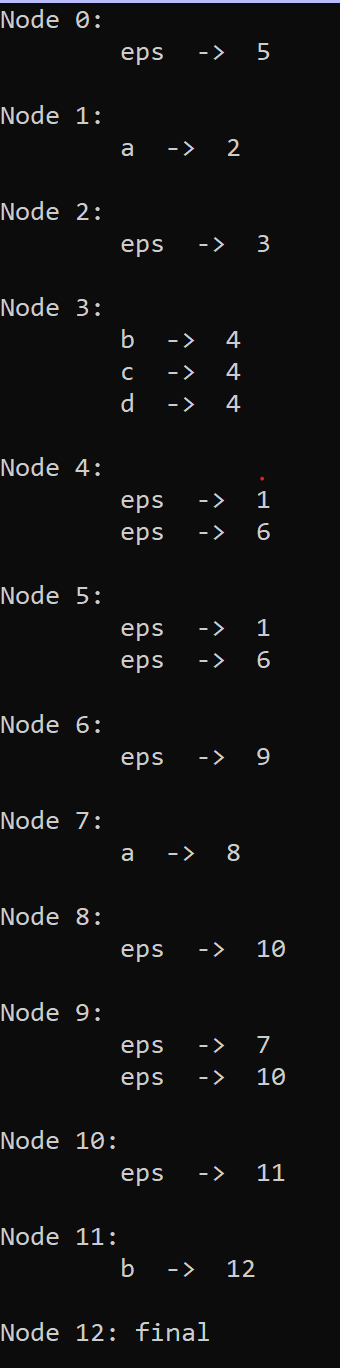 Node 0:
eps -> 5
Node 1:
a -> 2
Node 2:
eps -> 3
Node 3:
b -> 4
c -> 4
d -> 4
Node 4:
eps -> 1
eps -> 6
Node 5:
eps -> 1
eps -> 6
Node 6:
eps -> 9
Node 7:
a -> 8
Node 8:
eps -> 10
Node 9:
eps -> 7
eps -> 10
Node 10:
eps -> 11
Node 11:
b -> 12
Node 12: final